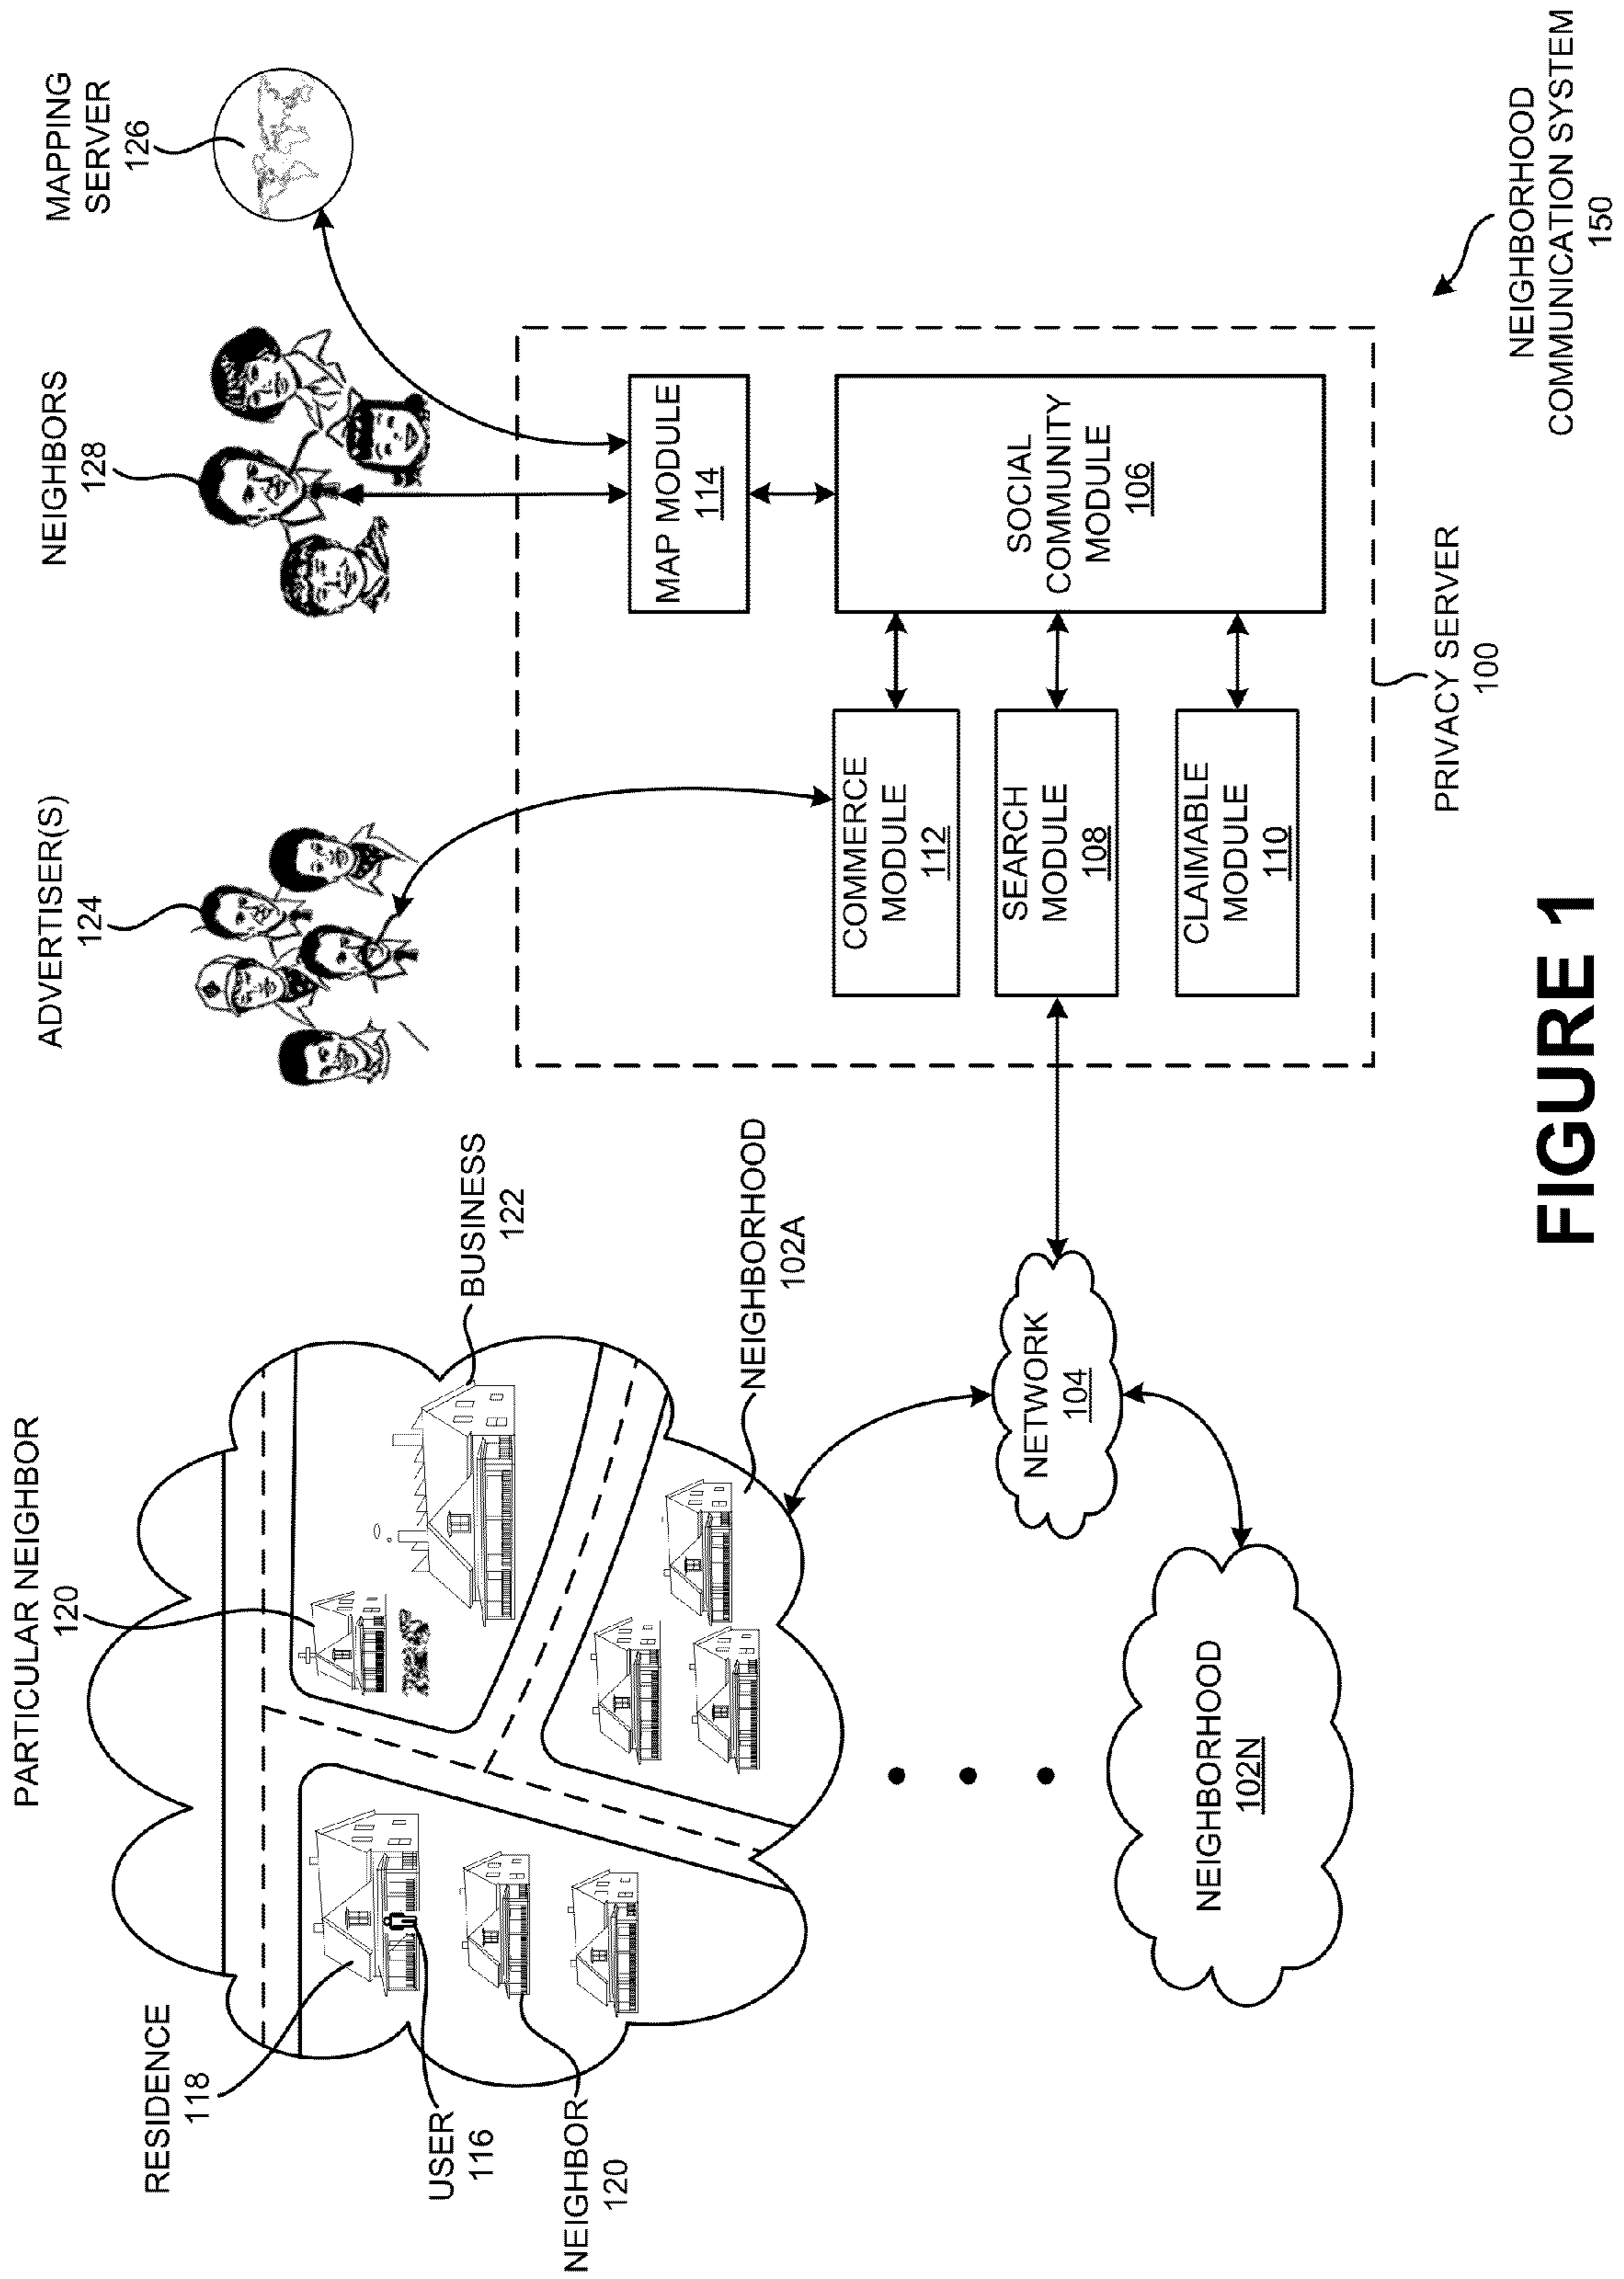 PARTICULAR NEIGHBOR
120
RESIDENCE
118
USER
116
NEIGHBOR
120
BUSINESS
122
NEIGHBORHOOD
102A
ADVERTISER(S)
124
NEIGHBORS
128
MAPPING
SERVER
126
MAP MODULE
114
COMMERCE
MODULE
112
SEARCH
MODULE
108
CLAIMABLE
MODULE
110
SOCIAL
COMMUNITY
MODULE
106
NETWORK
104
NEIGHBORHOOD
102N
PRIVACY SERVER
100
NEIGHBORHOOD
COMMUNICATION SYSTEM
150
FIGURE 1